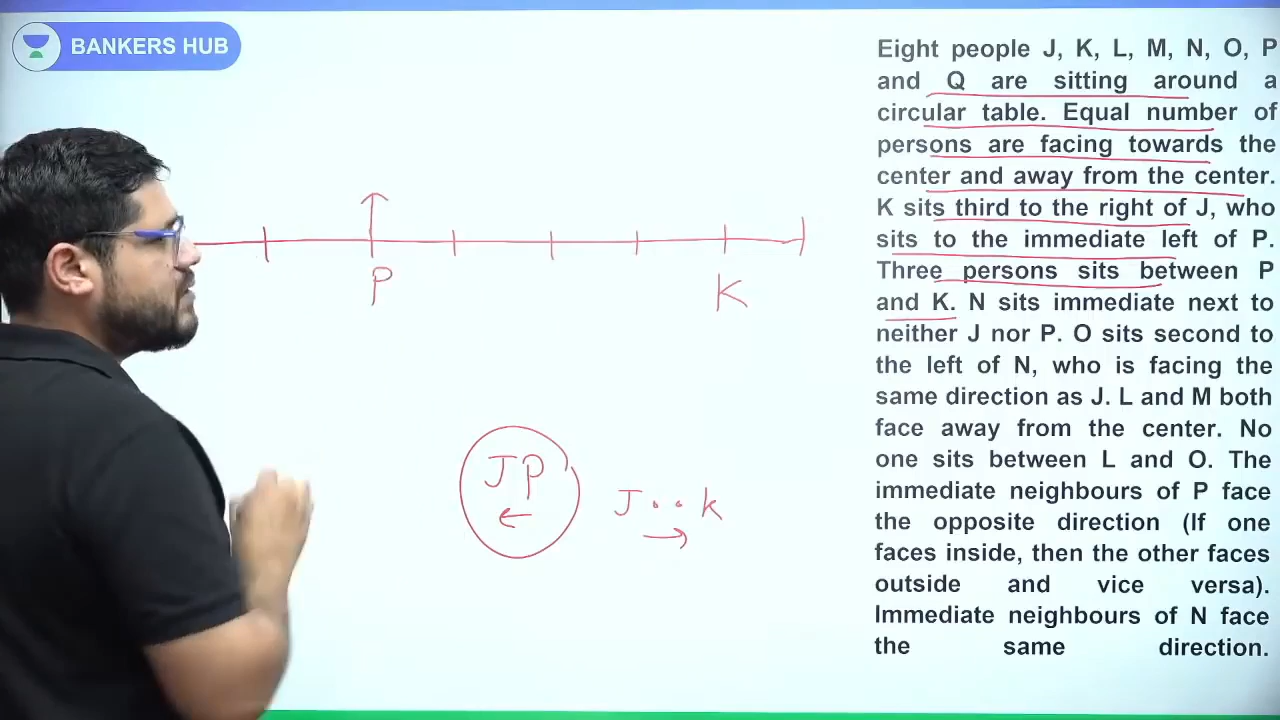 BANKERS HUB
Eight people J, K, L, M, N, O, P
and Q are sitting around a
circular table. Equal number of
persons are facing towards the
center and away from the center.
K sits third to the right of J, who
sits to the immediate left of P.
Three persons sits between P
and K. N sits immediate next to
neither J nor P. O sits second to
the left of N, who is facing the
same direction as J. L and M both
face away from the center. No
one sits between L and O. The
immediate neighbours of P face
the opposite direction (If one
faces inside, then the other faces
outside and vice versa).
Immediate neighbours of N face
the same direction.
P K
JP
←
J . . K
→